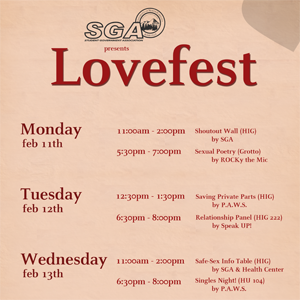 SGA
presents
Lovefest
Monday
feb 11th
11:00am - 2:00pm Shoutout Wall (HIG)
by SGA
5:30pm - 7:00pm Sexual Poetry (Grotto)
by ROCKy the Mic
Tuesday
feb 12th
12:30pm - 1:30pm Saving Private Parts (HIG)
by P.A.W.S.
6:30pm - 8:00pm Relationship Panel (HIG 222)
by Speak UP!
Wednesday
feb 13th
11:00am - 2:00pm Safe-Sex Info Table (HIG)
by SGA & Health Center
6:30pm - 8:00pm Singles Night! (HU 104)
by P.A.W.S.